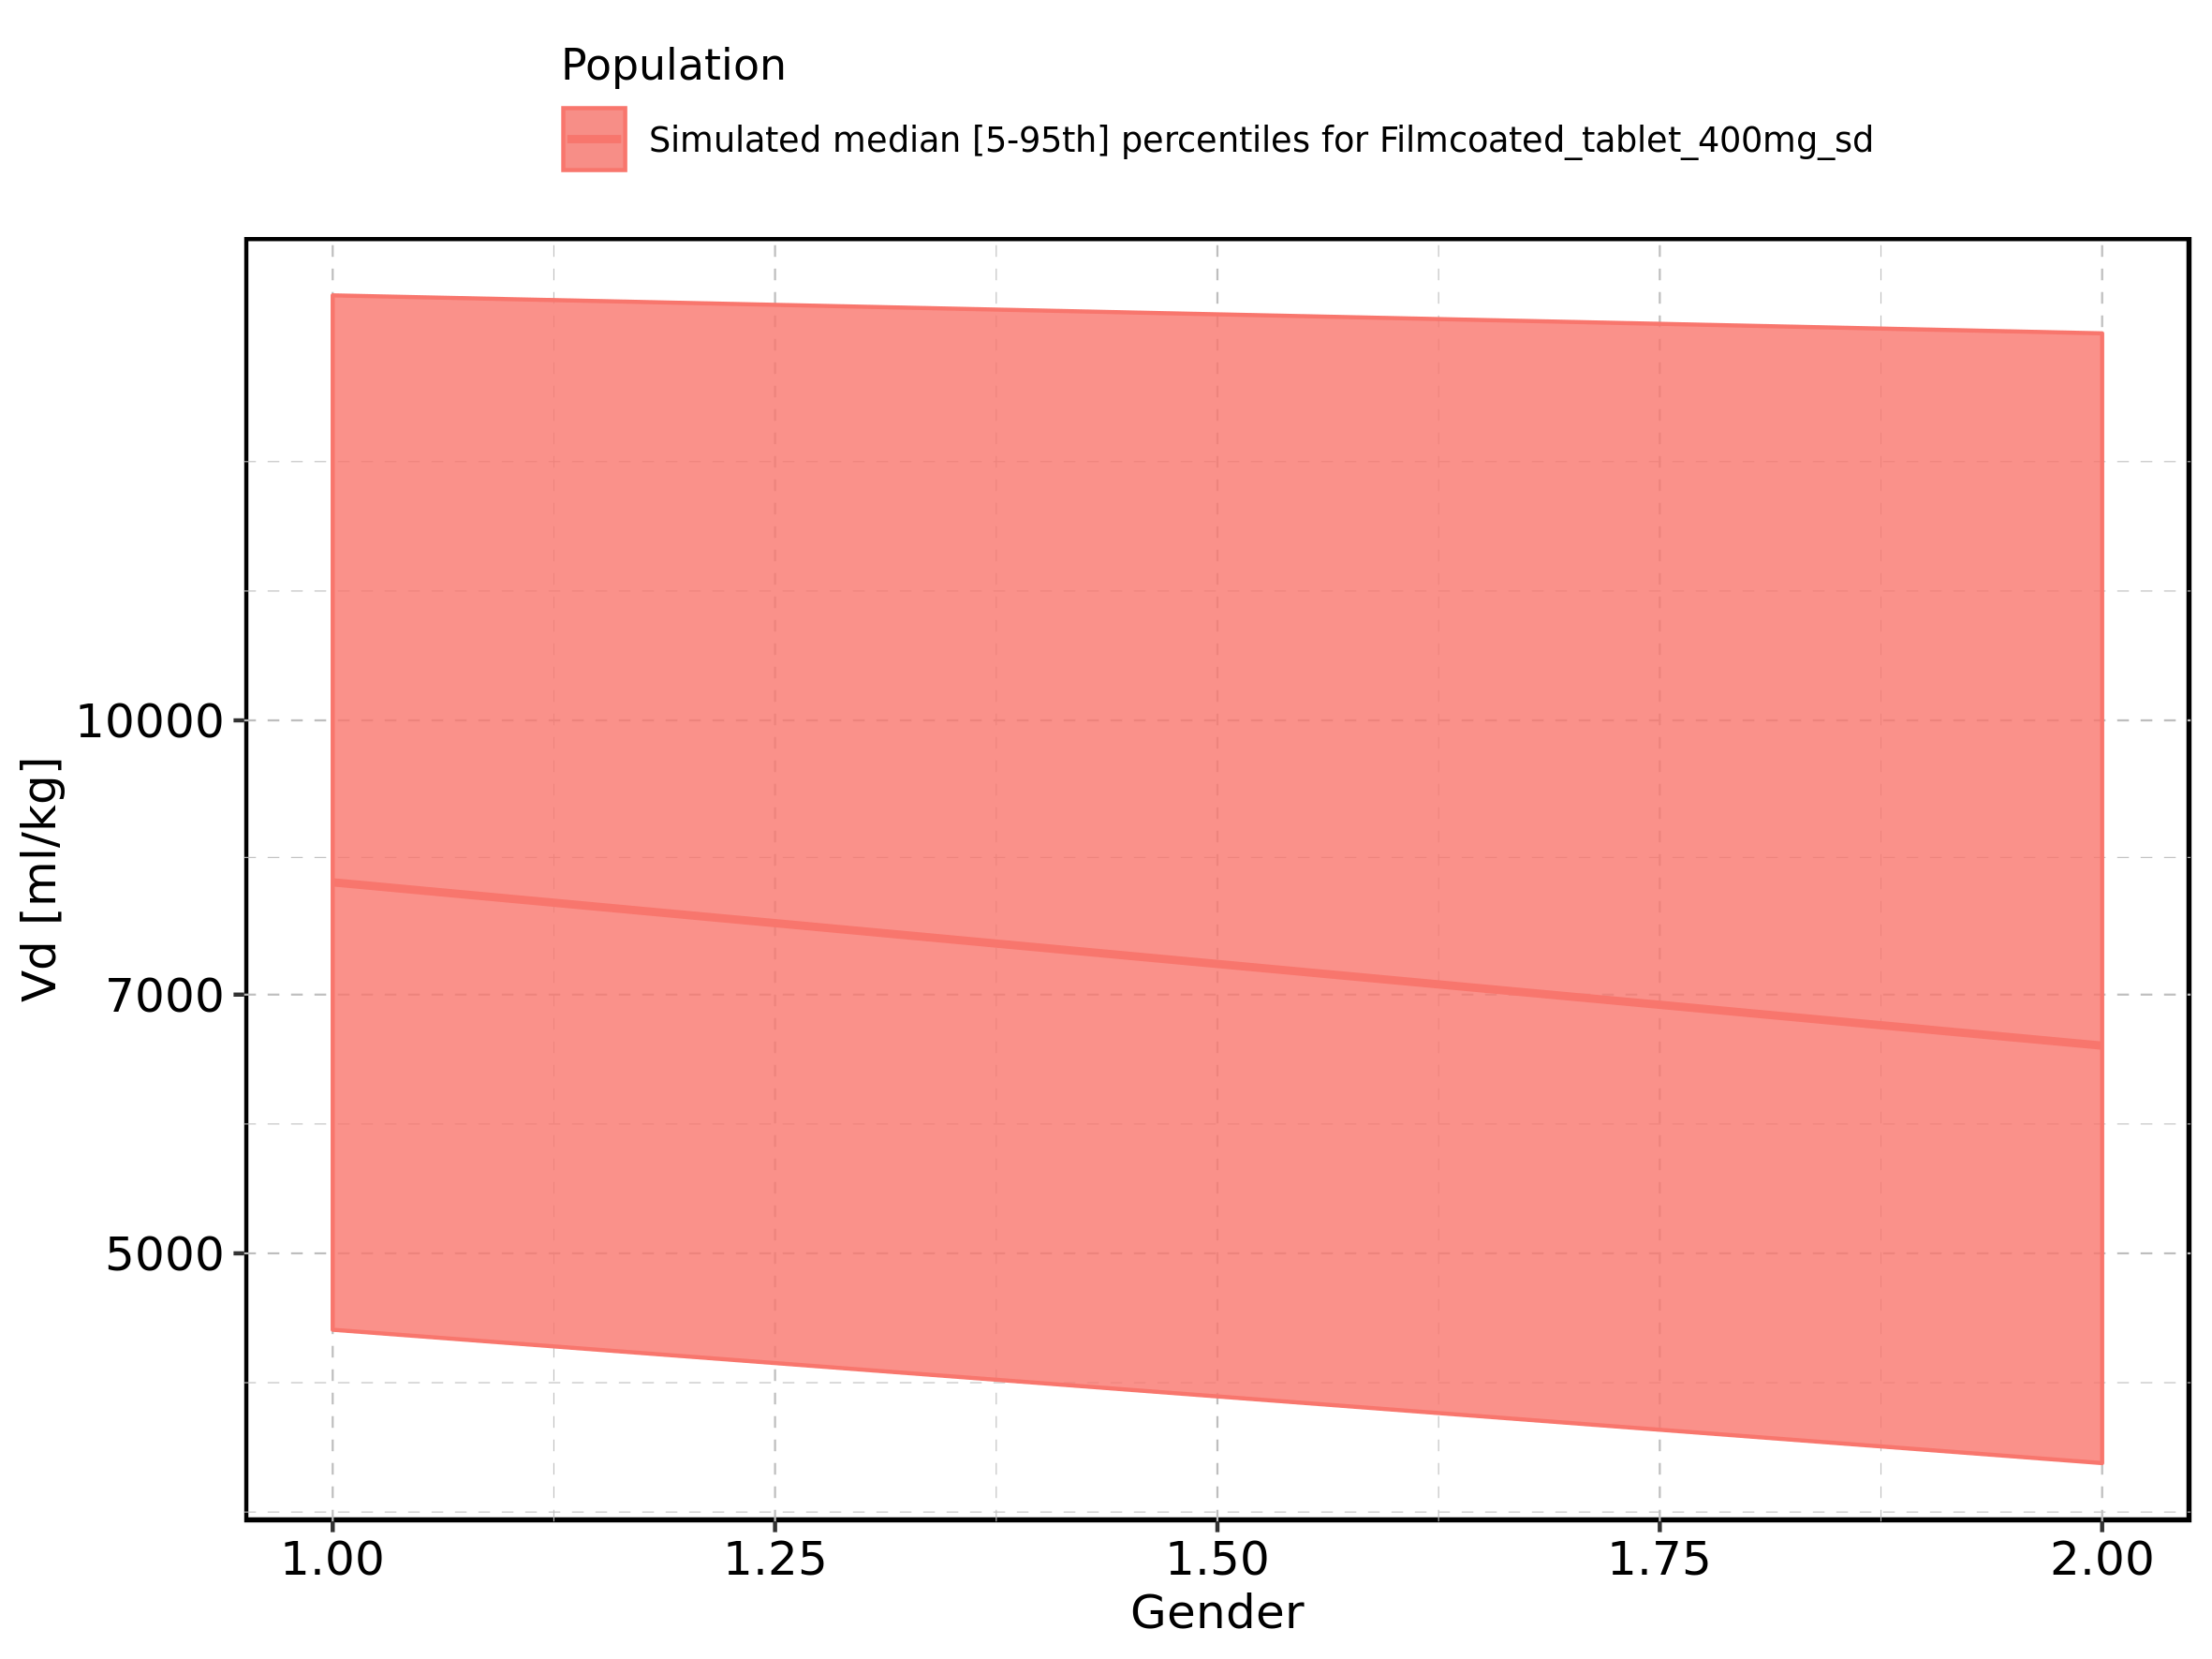 Population
Simulated median [5-95th] percentiles for Filmcoated_tablet_400mg_sd
Vd [ml/kg]
10000
7000
5000
1.00 1.25 1.50 1.75 2.00
Gender